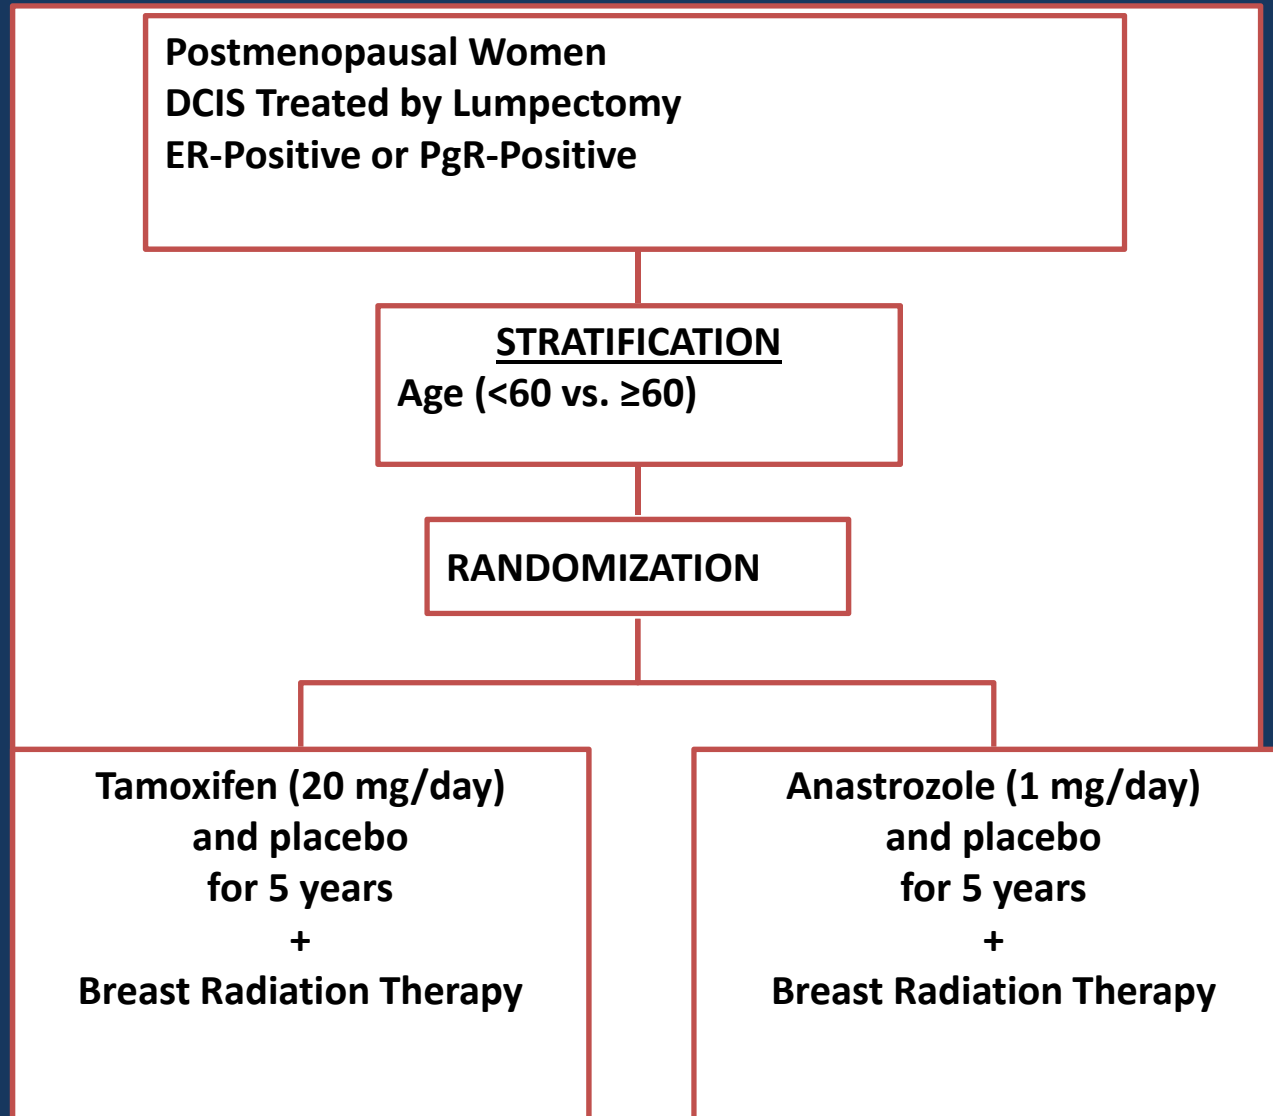 Postmenopausal Women
DCIS Treated by Lumpectomy
ER-Positive or PgR-Positive
STRATIFICATION
Age (<60 vs. ≥60)
RANDOMIZATION
Tamoxifen (20 mg/day)
and placebo
for 5 years
+
Breast Radiation Therapy
Anastrozole (1 mg/day)
and placebo
for 5 years
+
Breast Radiation Therapy